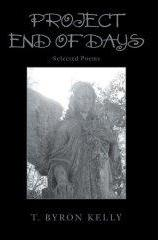 PROJECT
END OF DAYS
Selected Poems
T. BYRON KELLY